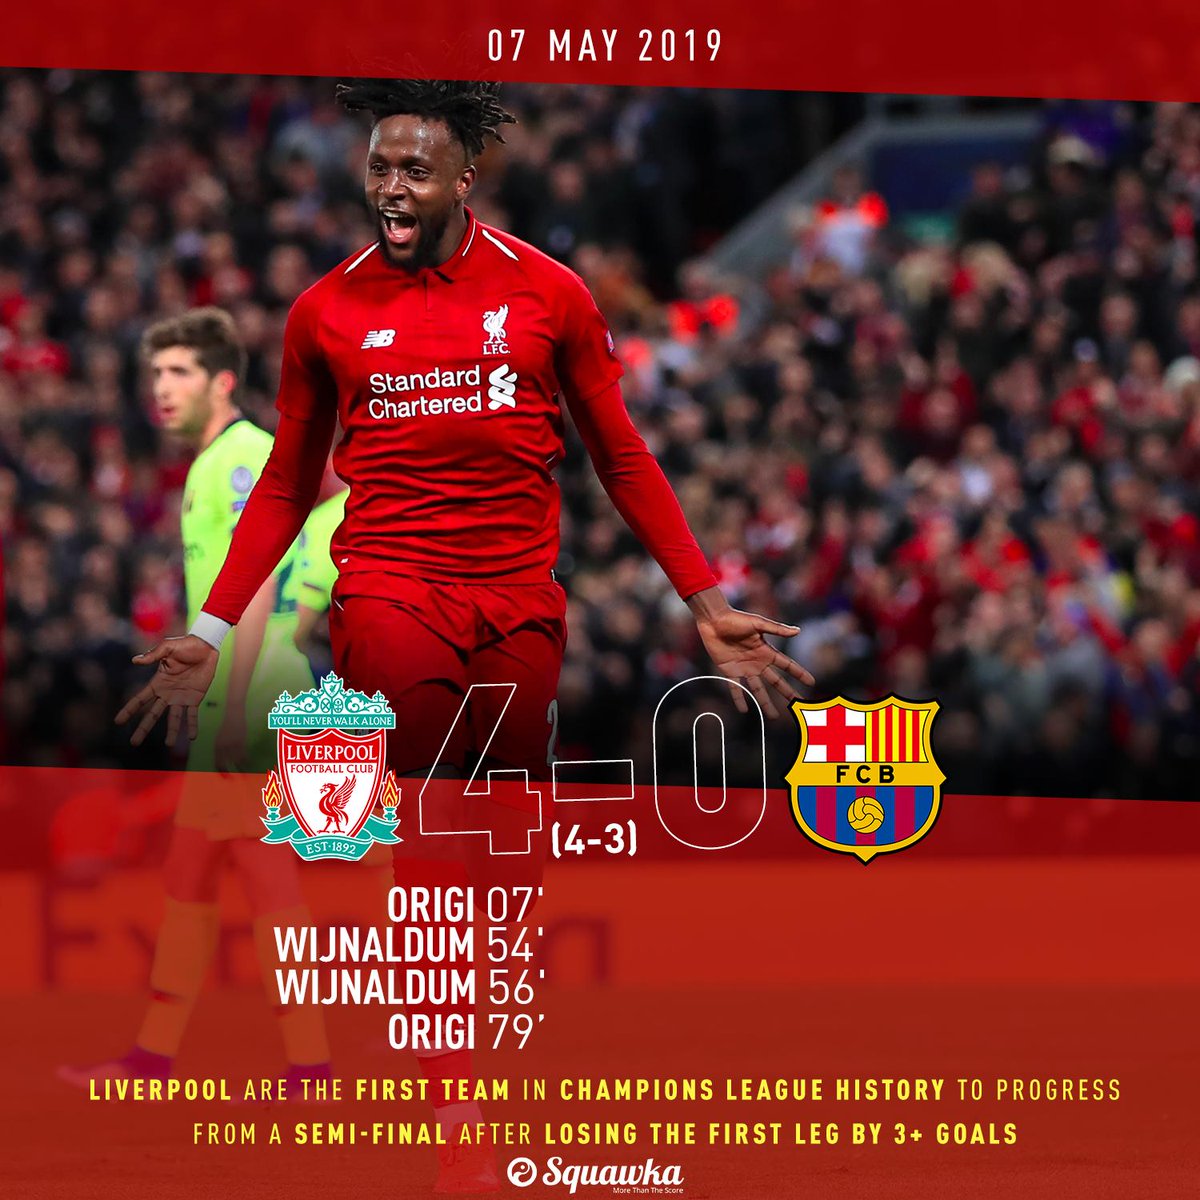 07 MAY 2019
NB
L.F.C.
Standard
Chartered
2
YOU'LL NEVER WALK ALONE
LIVERPOOL
FOOTBALL CLUB
EST·1892
4-0
(4-3)
FCB
ORIGI 07'
WIJNALDUM 54'
WIJNALDUM 56'
ORIGI 79'
LIVERPOOL ARE THE FIRST TEAM IN CHAMPIONS LEAGUE HISTORY TO PROGRESS
FROM A SEMI-FINAL AFTER LOSING THE FIRST LEG BY 3+ GOALS
Squawka
More Than The Score